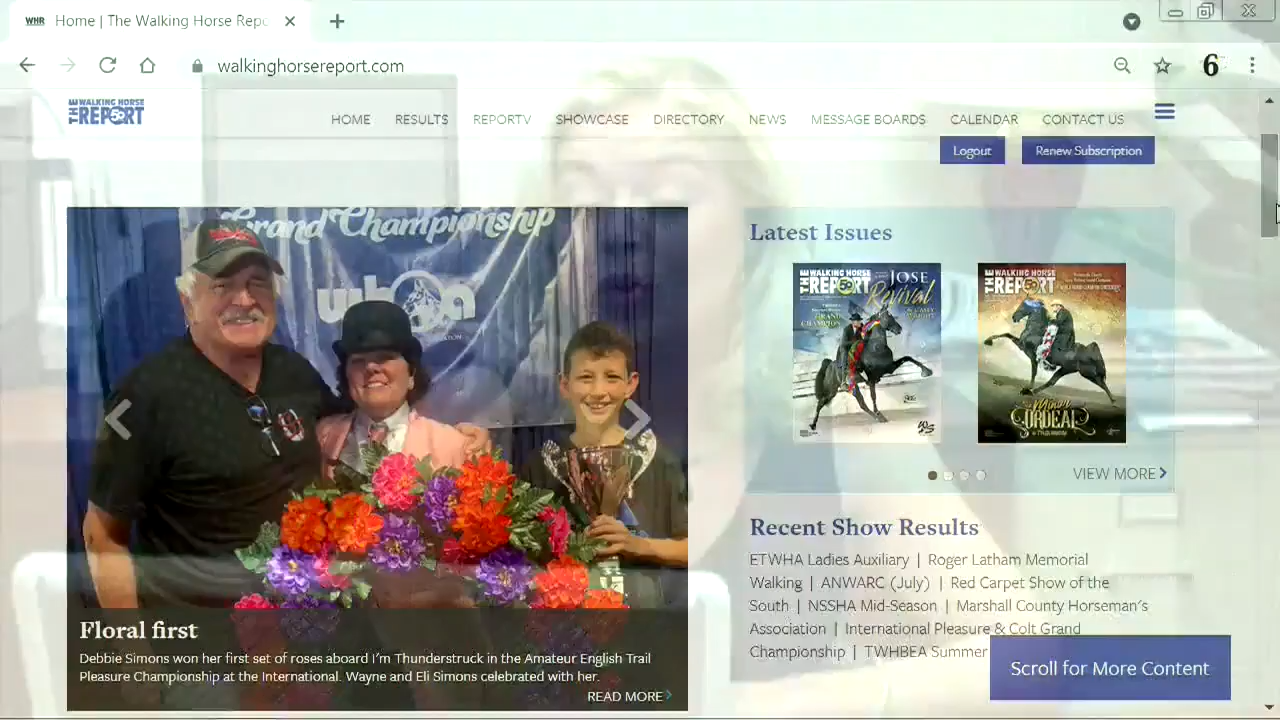 WHR Home | The Walking Horse Repo
walkinghorsereport.com
6
THE WALKING HORSE REPORT
HOME RESULTS REPORTV SHOWCASE DIRECTORY NEWS MESSAGE BOARDS CALENDAR CONTACT US
Logout Renew Subscription
Grand Championship
Latest Issues
THE WALKING HORSE REPORT
JOSE
Revival
THE WALKING HORSE REPORT
ORDEAL
VIEW MORE
Floral first
Debbie Simons won her first set of roses aboard I'm Thunderstruck in the Amateur English Trail
Pleasure Championship at the International. Wayne and Eli Simons celebrated with her.
READ MORE
Recent Show Results
ETWHA Ladies Auxiliary | Roger Latham Memorial
Walking | ANWARC (July) | Red Carpet Show of the
South | NSSHA Mid-Season | Marshall County Horseman's
Association | International Pleasure & Colt Grand
Championship | TWHBEA Summer
Scroll for More Content